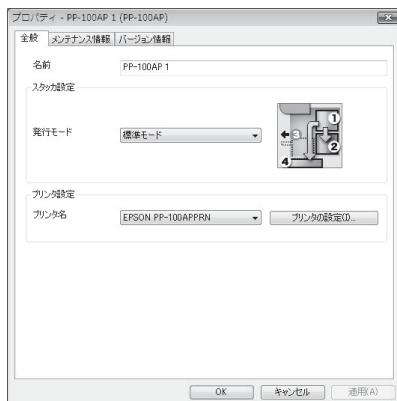 プロパティ - PP-100AP 1 (PP-100AP)
全般 メンテナンス情報 バージョン情報
名前 PP-100AP 1
スタッカ設定
発行モード 標準モード
1
2
3
4
プリンタ設定
プリンタ名 EPSON PP-100APPRN プリンタの設定(I)...
OK キャンセル 適用(A)